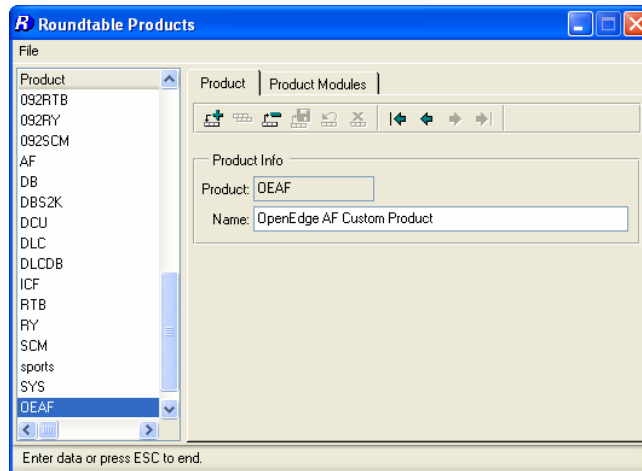 R Roundtable Products
File
Product
092RTB
092RY
092SCM
AF
DB
DBS2K
DCU
DLC
DLCDB
ICF
RTB
RY
SCM
sports
SYS
OEAF
Product Product Modules
Product Info
Product: OEAF
Name: OpenEdge AF Custom Product
Enter data or press ESC to end.